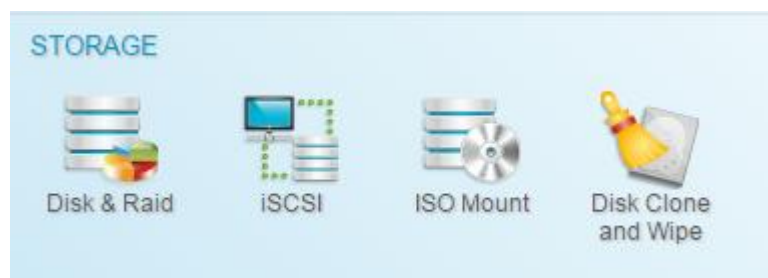 STORAGE
Disk & Raid
iSCSI
ISO Mount
Disk Clone
and Wipe